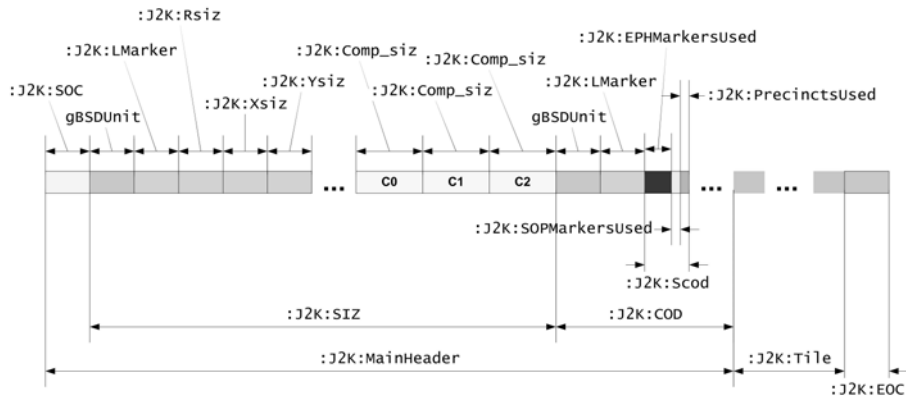 :J2K:Rsiz
:J2K:LMarker
:J2K:Comp_siz
:J2K:EPHMarkersUsed
:J2K:SOC
:J2K:Ysiz
:J2K:Comp_siz
:J2K:LMarker
:J2K:PrecinctsUsed
gBSDUnit
:J2K:Xsiz
:J2K:Comp_siz
gBSDUnit
... C0 C1 C2 ... ...
:J2K:SOPMarkersUsed
:J2K:Scod
:J2K:SIZ
:J2K:COD
:J2K:MainHeader
:J2K:Tile
:J2K:EOC